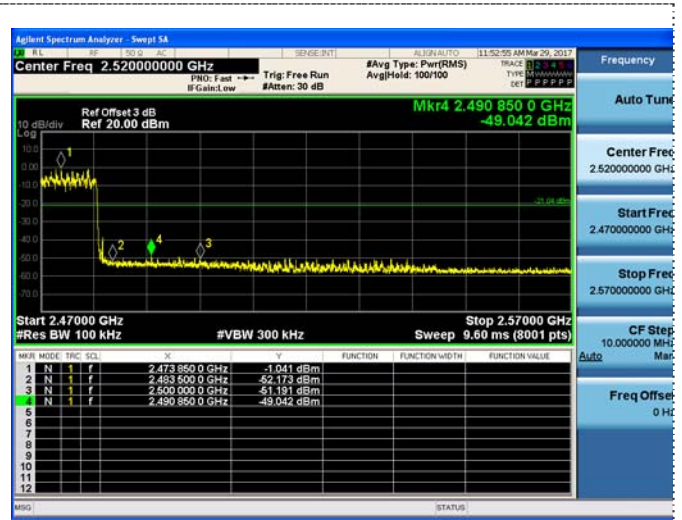 Agilent Spectrum Analyzer - Swept SA
RL RF 50 Ω AC SENSE:INT ALIGN AUTO 11:52:55 AM Mar 29, 2017
Center Freq 2.520000000 GHz #Avg Type: Pwr(RMS) TRACE 1 2 3 4 5 6
PNO: Fast Trig: Free Run Avg|Hold: 100/100 TYPE M
IFGain:Low #Atten: 30 dB DET P P P P P P
Ref Offset 3 dB Mkr4 2.490 850 0 GHz
10 dB/div Ref 20.00 dBm -49.042 dBm
Log
10.0
0.00
-10.0
-20.0
-30.0
-40.0
-50.0
-60.0
-70.0
1
2
4
3
-21.04 dBm
Start 2.47000 GHz Stop 2.57000 GHz
#Res BW 100 kHz #VBW 300 kHz Sweep 9.60 ms (8001 pts)
MKR MODE TRC SCL X Y FUNCTION FUNCTION WIDTH FUNCTION VALUE
1 N 1 f 2.473 850 0 GHz -1.041 dBm
2 N 1 f 2.483 500 0 GHz -52.173 dBm
3 N 1 f 2.500 000 0 GHz -51.191 dBm
4 N 1 f 2.490 850 0 GHz -49.042 dBm
5
6
7
8
9
10
11
12
MSG STATUS
Frequency
Auto Tune
Center Freq
2.520000000 GHz
Start Freq
2.470000000 GHz
Stop Freq
2.570000000 GHz
CF Step
10.000000 MHz
Auto Man
Freq Offset
0 Hz